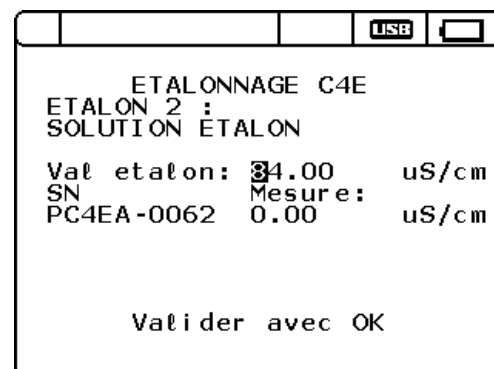 USB
ETALONNAGE C4E
ETALON 2 :
SOLUTION ETALON
Val etalon: 84.00 uS/cm
SN Mesure:
PC4EA-0062 0.00 uS/cm
Valider avec OK